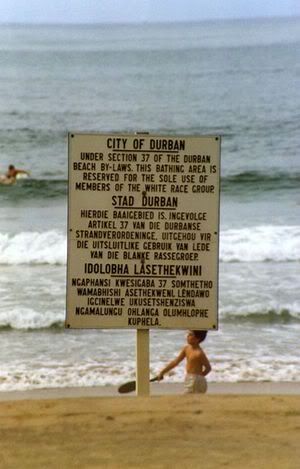 CITY OF DURBAN
UNDER SECTION 37 OF THE DURBAN
BEACH BY-LAWS. THIS BATHING AREA IS
RESERVED FOR THE SOLE USE OF
MEMBERS OF THE WHITE RACE GROUP.
STAD DURBAN
HIERDIE BAAIGEBIED IS. INGEVOLGE
ARTIKEL 37 VAN DIE DURBANSE
STRANDVERORDENINGE, UITGEHOU VIR
DIE UITSLUITLIKE GEBRUIK VAN LEDE
VAN DIE BLANKE RASSEGROEP.
IDOLOBHA LASETHEKWINI
NGAPHANSI KWESIGABA 37 SOMTHETHO
WAMABHISHI ASETHEKWENI, LENDAWO
IGCINELWE UKUSETSHENZISWA
NGAMALUNGU OHLANGA OLUMHLOPHE
KUPHELA.